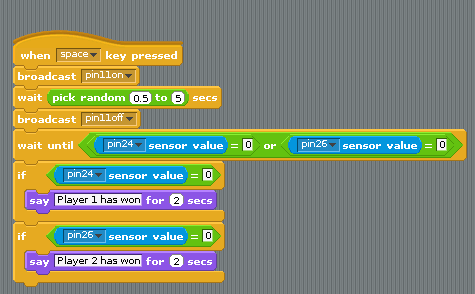 when space key pressed
broadcast pin11on
wait pick random 0.5 to 5 secs
broadcast pin11off
wait until pin24 sensor value = 0 or pin26 sensor value = 0
if pin24 sensor value = 0
say Player 1 has won for 2 secs
if pin26 sensor value = 0
say Player 2 has won for 2 secs